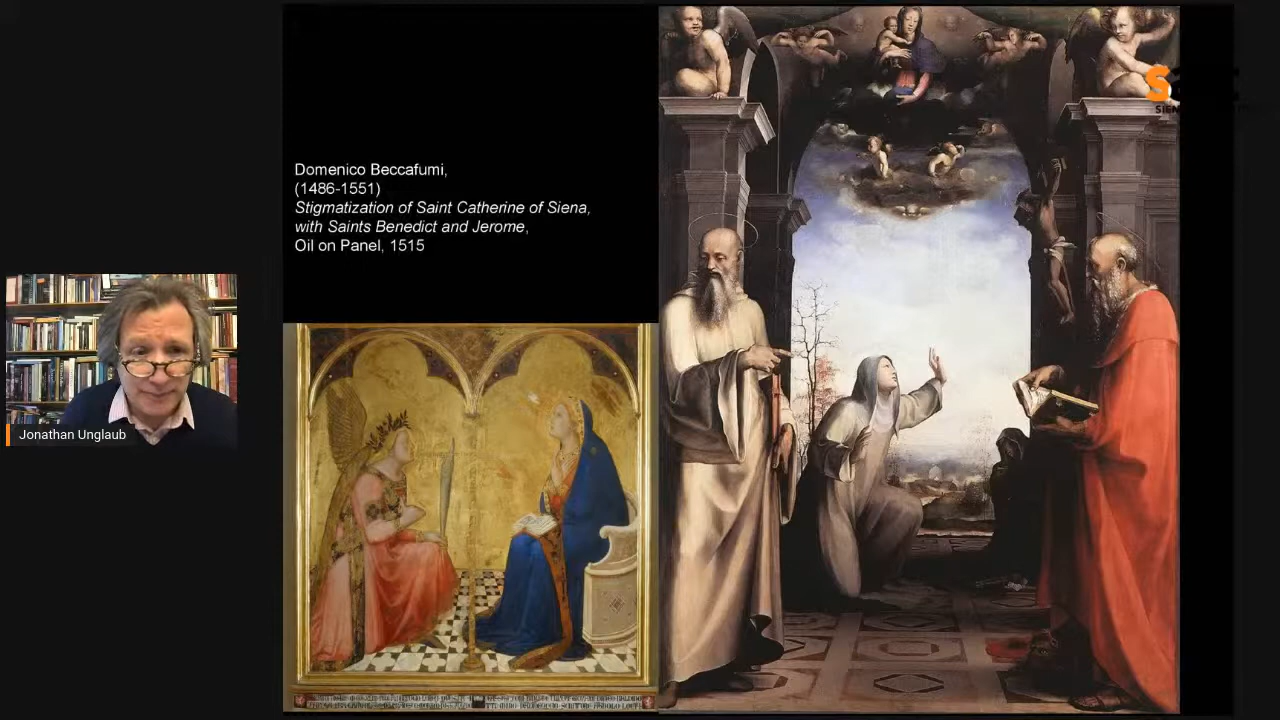 Domenico Beccafumi,
(1486-1551)
Stigmatization of Saint Catherine of Siena,
with Saints Benedict and Jerome,
Oil on Panel, 1515
Jonathan Unglaub